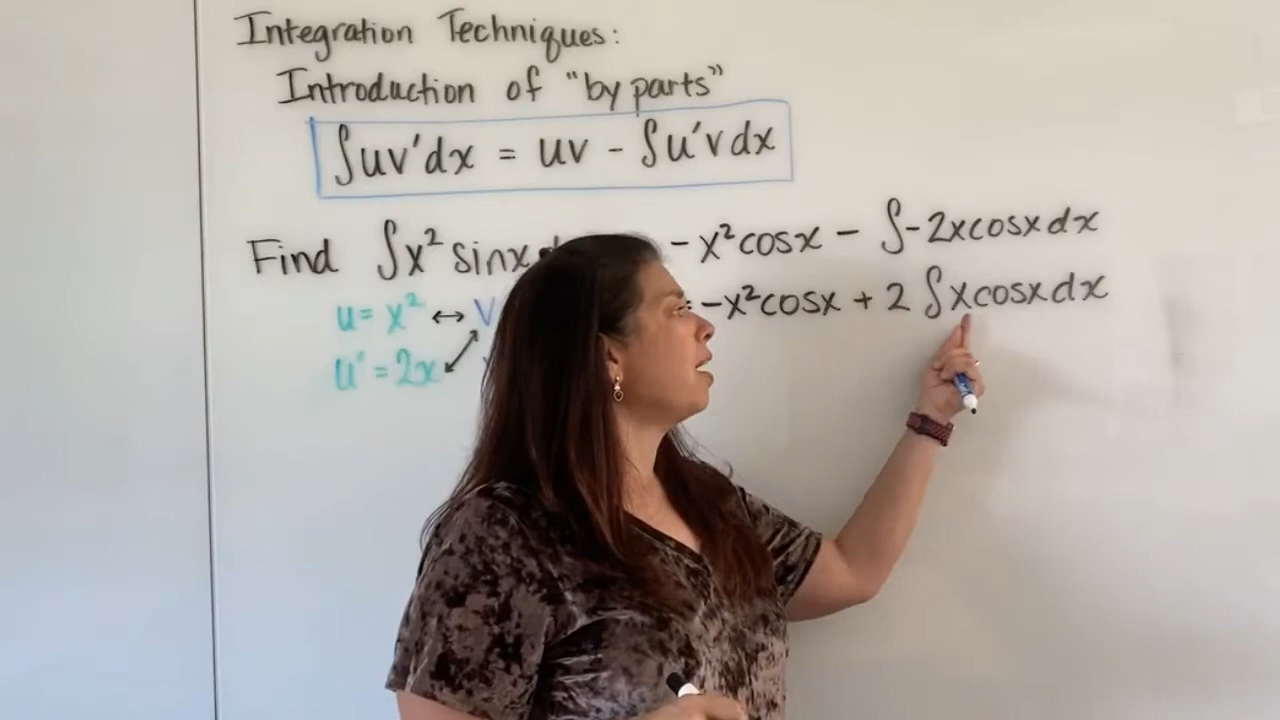 Integration Techniques:
Introduction of "by parts"
∫uv'dx = uv - ∫u'vdx
Find ∫x² sinx - x²cosx - ∫-2xcosxdx
= -x²cosx + 2∫xcosxdx
u = x² ↔ v
u' = 2x